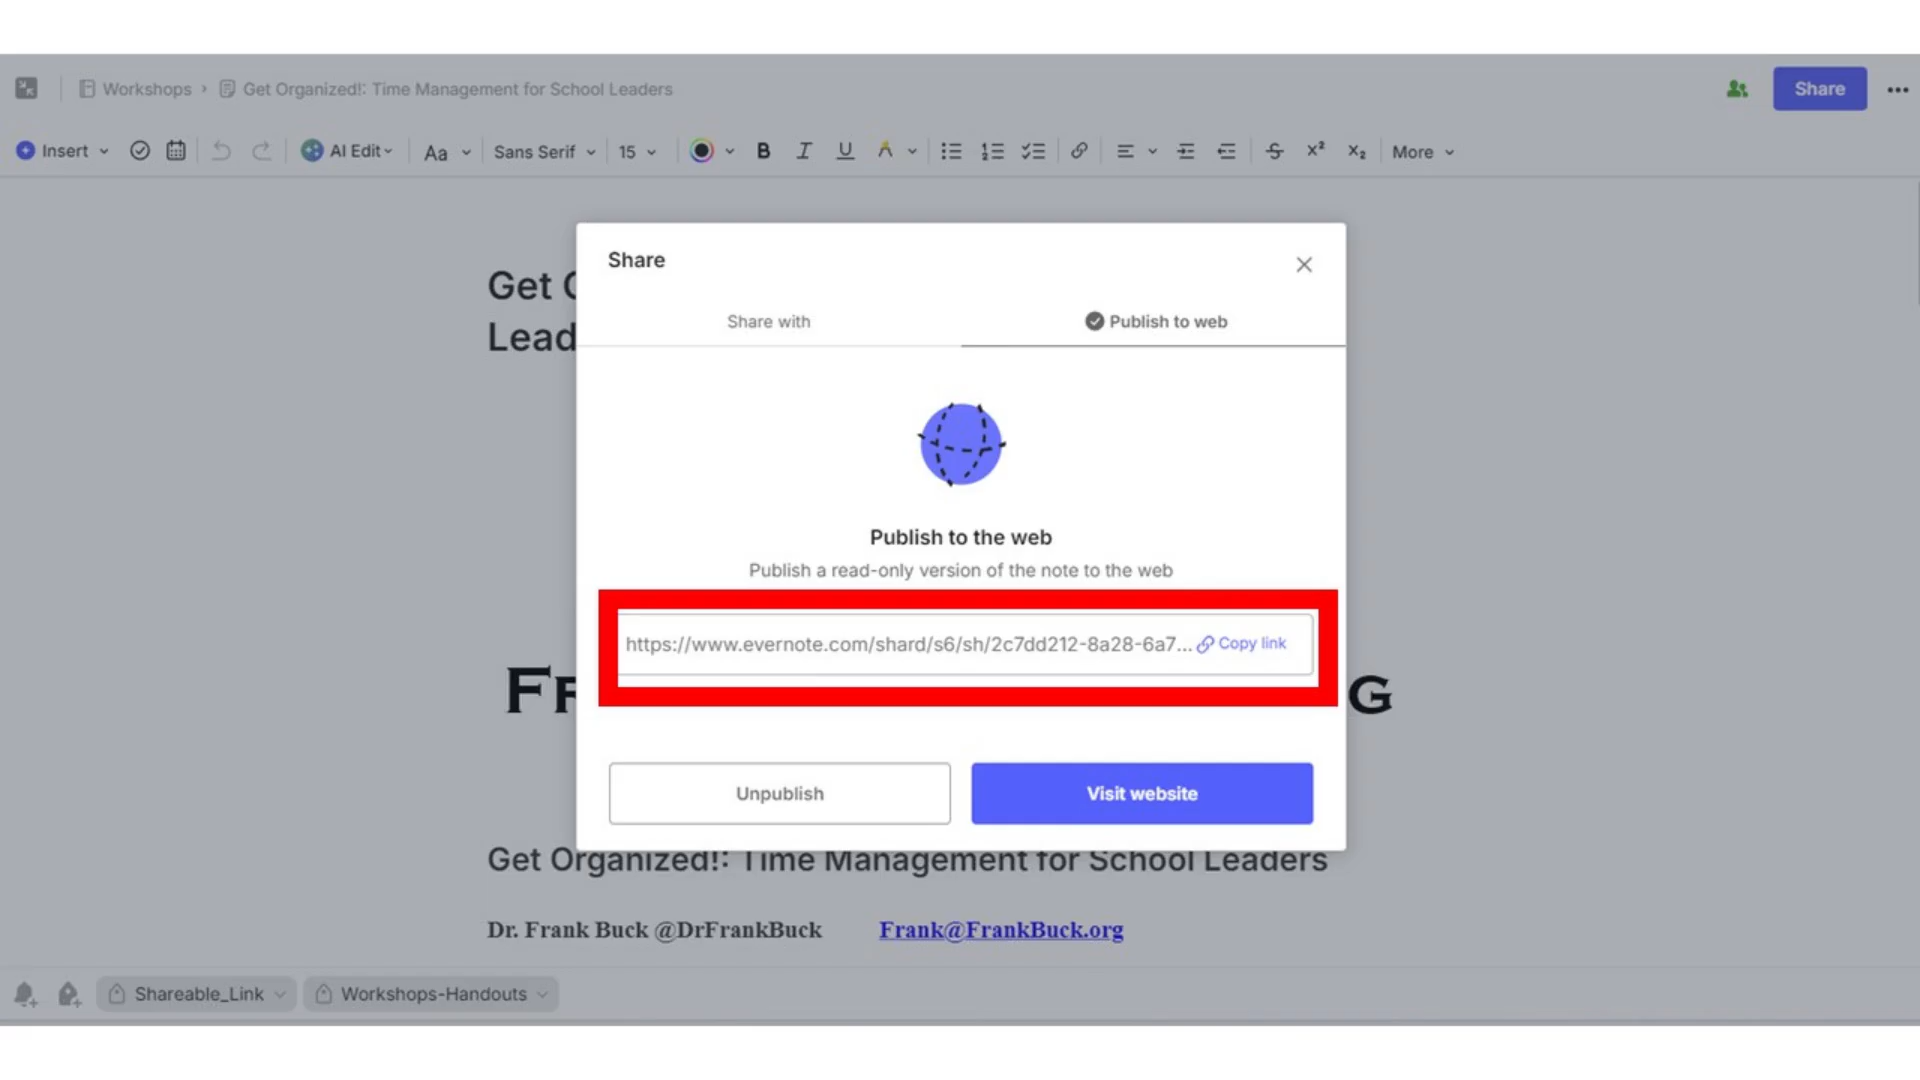 Workshops › Get Organized!: Time Management for School Leaders
Share
Insert AI Edit Aa Sans Serif 15 B I U A S x² x₂ More
Share
Get
Lead
Share with Publish to web
Publish to the web
Publish a read-only version of the note to the web
https://www.evernote.com/shard/s6/sh/2c7dd212-8a28-6a7... Copy link
Unpublish Visit website
Get Organized!: Time Management for School Leaders
Dr. Frank Buck @DrFrankBuck Frank@FrankBuck.org
Shareable_Link Workshops-Handouts